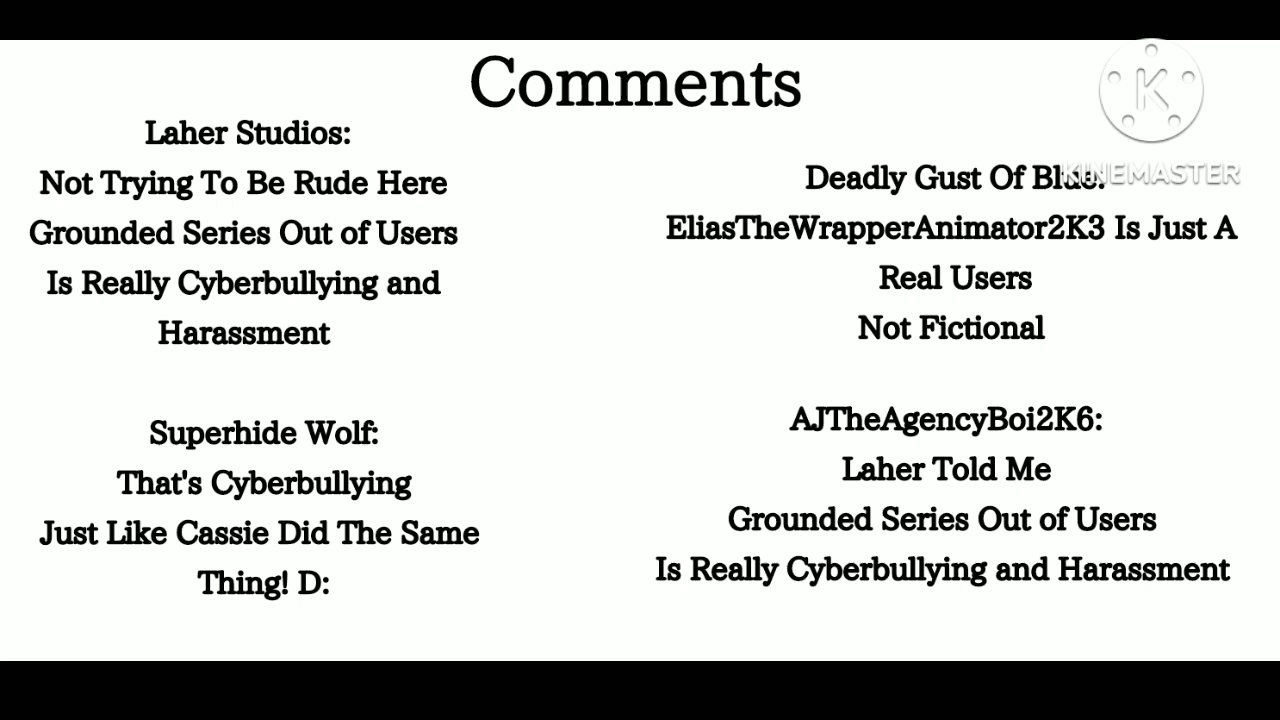 Comments
Laher Studios:
Not Trying To Be Rude Here
Grounded Series Out of Users
Is Really Cyberbullying and
Harassment
Superhide Wolf:
That's Cyberbullying
Just Like Cassie Did The Same
Thing! D:
K
KINEMASTER
Deadly Gust Of Blue:
EliasTheWrapperAnimator2K3 Is Just A
Real Users
Not Fictional
AJTheAgencyBoi2K6:
Laher Told Me
Grounded Series Out of Users
Is Really Cyberbullying and Harassment